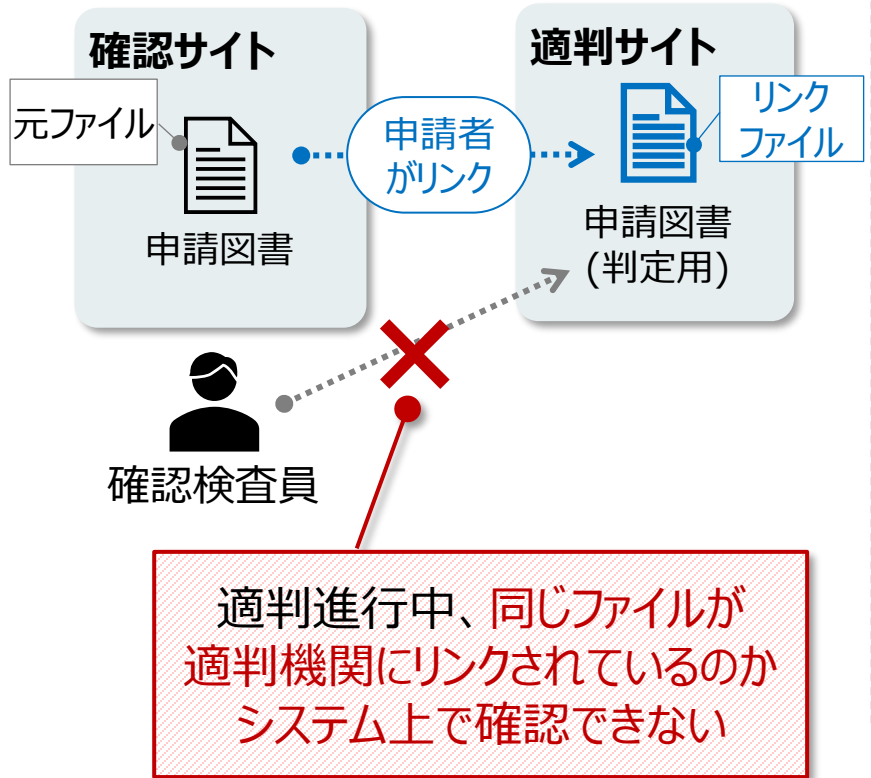 確認サイト
適判サイト
元ファイル
申請者
がリンク
リンク
ファイル
申請図書
申請図書
(判定用)
確認検査員
適判進行中、同じファイルが
適判機関にリンクされているのか
システム上で確認できない